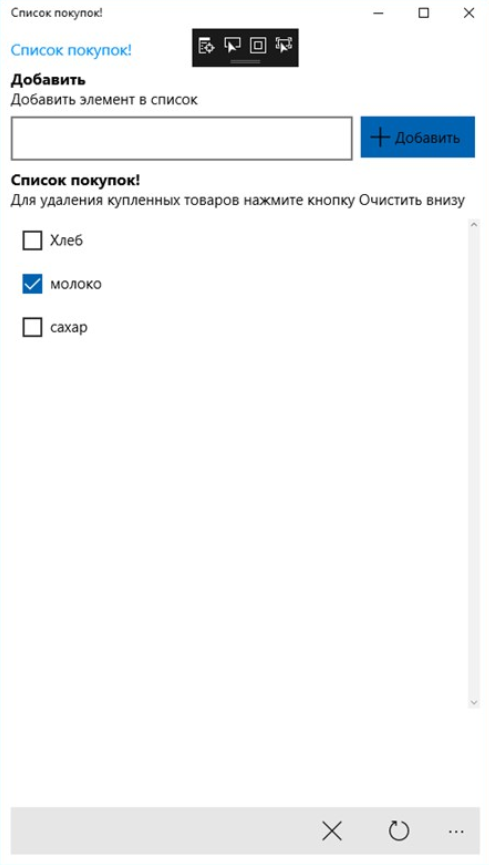 Список покупок!
Список покупок!
Добавить
Добавить элемент в список
Добавить
Список покупок!
Для удаления купленных товаров нажмите кнопку Очистить внизу
Хлеб
молоко
сахар